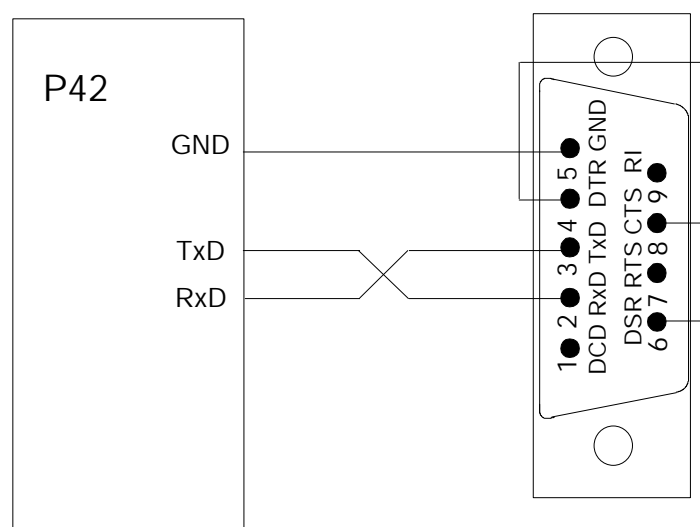 P42
GND
TxD
RxD
5 GND
4 DTR
3 TxD
2 RxD
1 DCD
9 RI
8 CTS
7 RTS
6 DSR